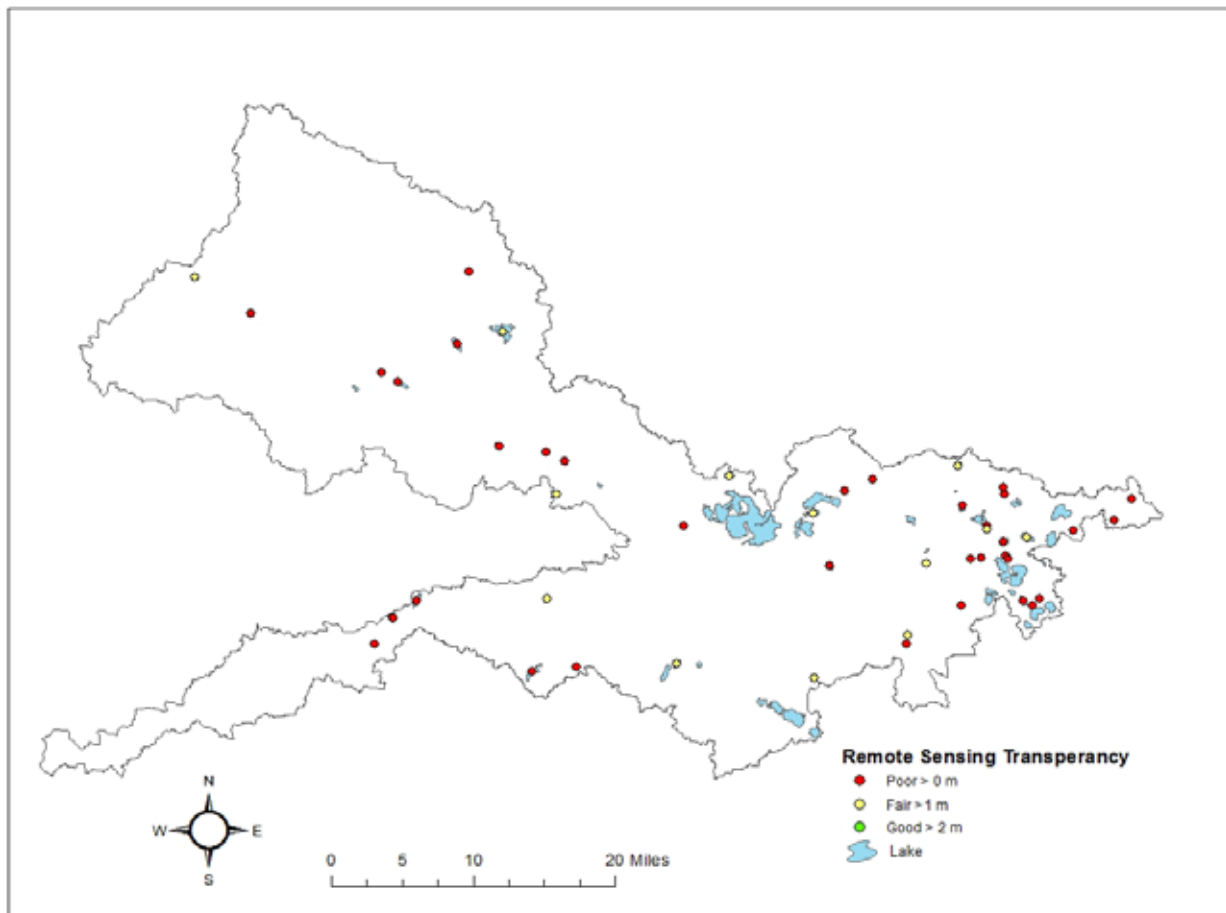 Remote Sensing Transperancy
Poor > 0 m
Fair > 1 m
Good > 2 m
Lake
N
W E
S
0 5 10 20 Miles